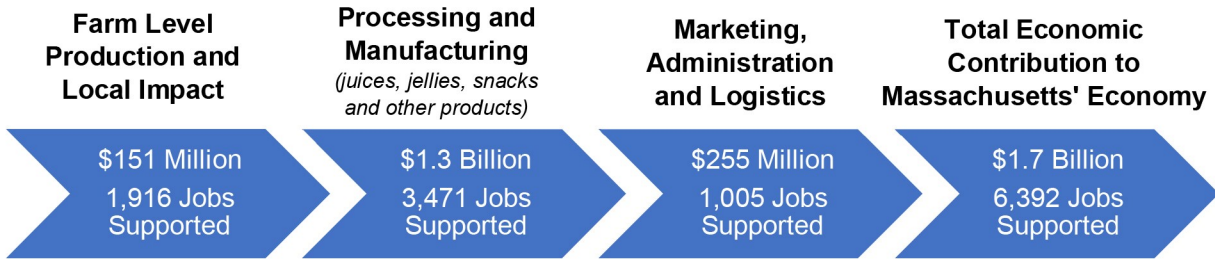 Farm Level
Production and
Local Impact
$151 Million
1,916 Jobs
Supported
Processing and
Manufacturing
(juices, jellies, snacks
and other products)
$1.3 Billion
3,471 Jobs
Supported
Marketing,
Administration
and Logistics
$255 Million
1,005 Jobs
Supported
Total Economic
Contribution to
Massachusetts' Economy
$1.7 Billion
6,392 Jobs
Supported